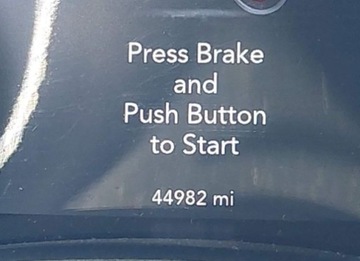 Press Brake
and
Push Button
to Start
44982 mi